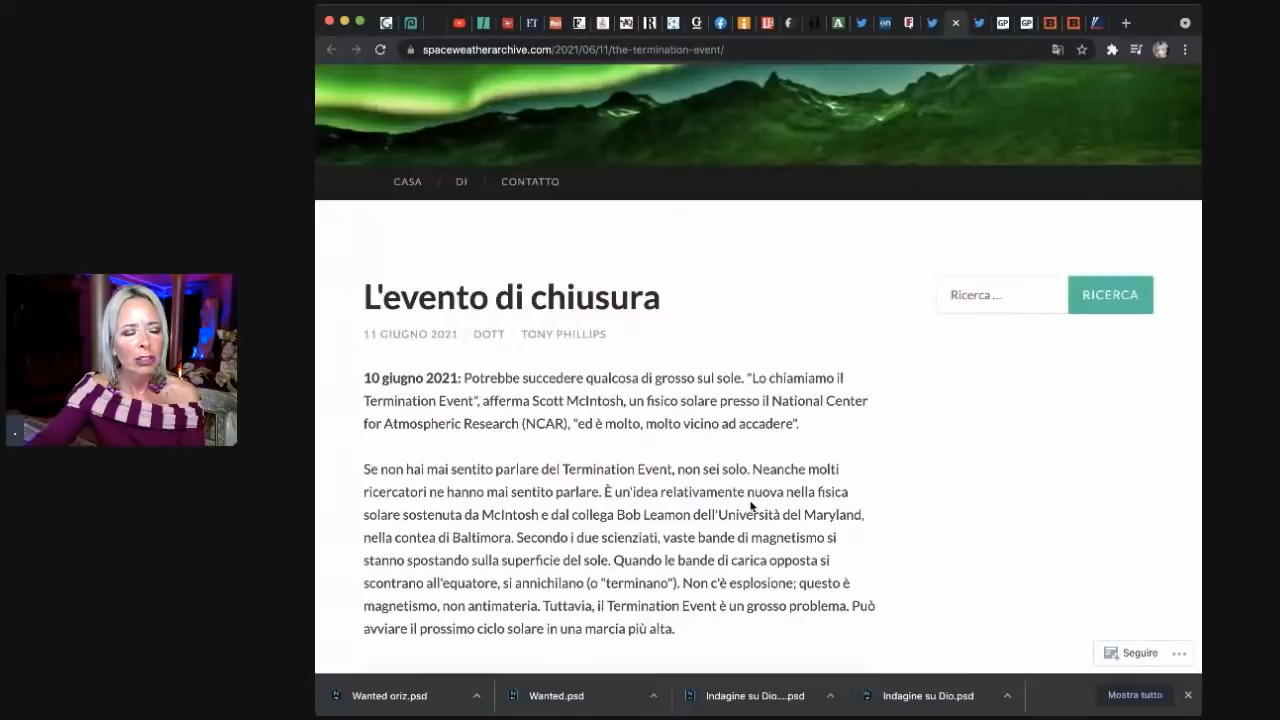 spaceweatherarchive.com/2021/06/11/the-termination-event/
CASA / DI / CONTATTO
L'evento di chiusura
Ricerca ...
RICERCA
11 GIUGNO 2021 DOTT TONY PHILLIPS
10 giugno 2021: Potrebbe succedere qualcosa di grosso sul sole. "Lo chiamiamo il
Termination Event", afferma Scott McIntosh, un fisico solare presso il National Center
for Atmospheric Research (NCAR), "ed è molto, molto vicino ad accadere".
Se non hai mai sentito parlare del Termination Event, non sei solo. Neanche molti
ricercatori ne hanno mai sentito parlare. È un'idea relativamente nuova nella fisica
solare sostenuta da McIntosh e dal collega Bob Leamon dell'Università del Maryland,
nella contea di Baltimora. Secondo i due scienziati, vaste bande di magnetismo si
stanno spostando sulla superficie del sole. Quando le bande di carica opposta si
scontrano all'equatore, si annichilano (o "terminano"). Non c'è esplosione; questo è
magnetismo, non antimateria. Tuttavia, il Termination Event è un grosso problema. Può
avviare il prossimo ciclo solare in una marcia più alta.
Seguire ...
Wanted oriz.psd
Wanted.psd
Indagine su Dio....psd
Indagine su Dio.psd
Mostra tutto